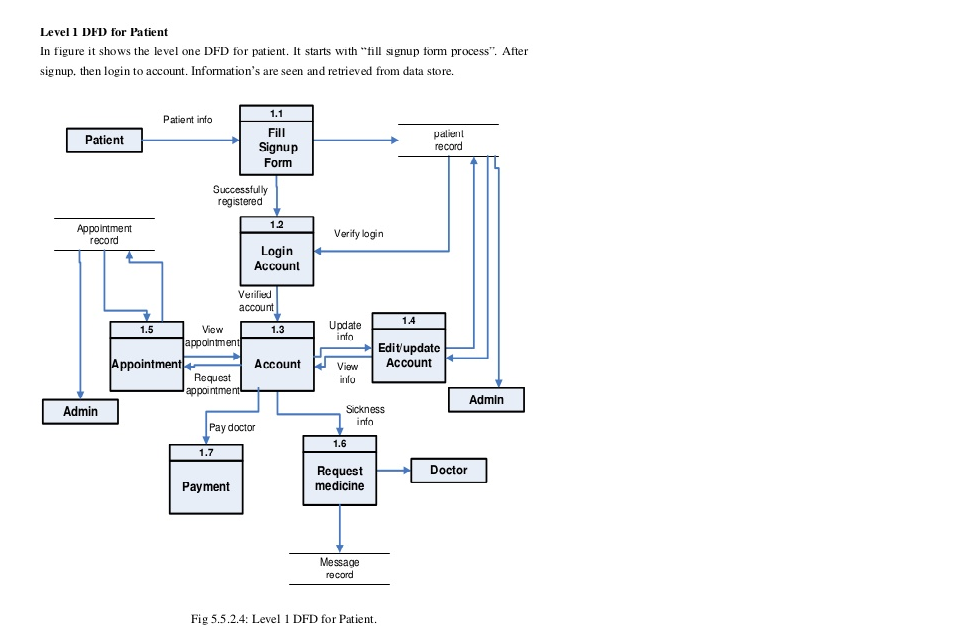 Level 1 DFD for Patient
In figure it shows the level one DFD for patient. It starts with “fill signup form process”. After
signup, then login to account. Information’s are seen and retrieved from data store.
Patient
Patient info
1.1
Fill
Signup
Form
patient
record
Successfully
registered
Appointment
record
1.2
Login
Account
Verify login
Verified
account
1.5
Appointment
View
appointment
Request
appointment
1.3
Account
Update
info
View
info
1.4
Edit/update
Account
Admin
Admin
Pay doctor
Sickness
info
1.7
Payment
1.6
Request
medicine
Doctor
Message
record
Fig 5.5.2.4: Level 1 DFD for Patient.